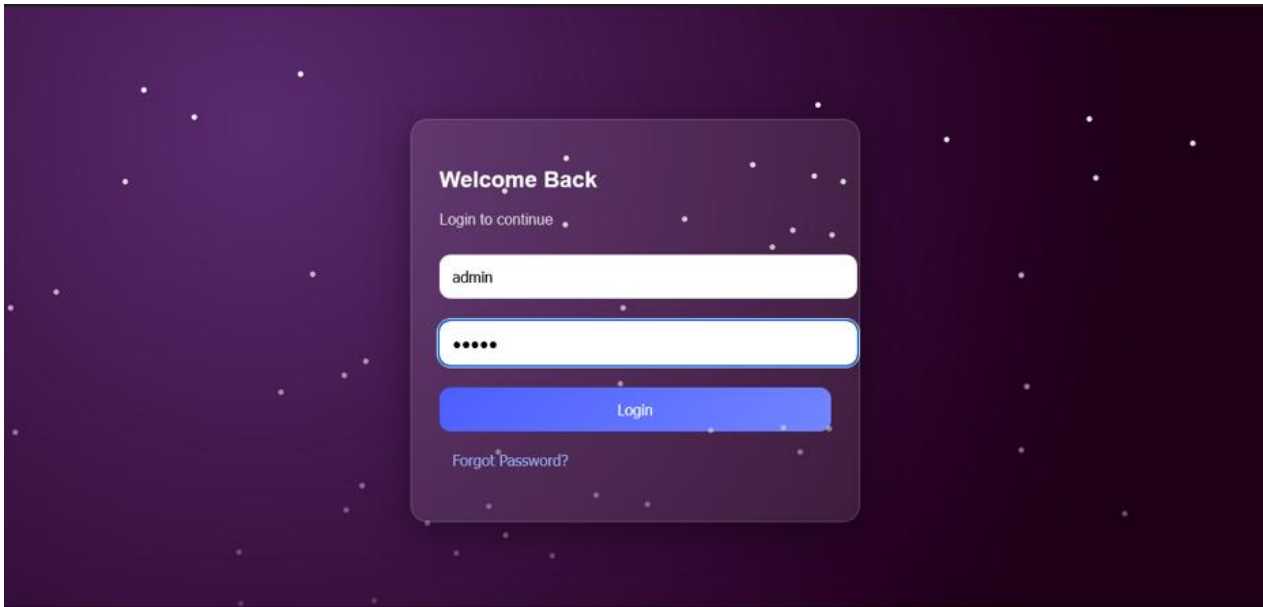 Welcome Back
Login to continue
admin
•••••
Login
Forgot Password?